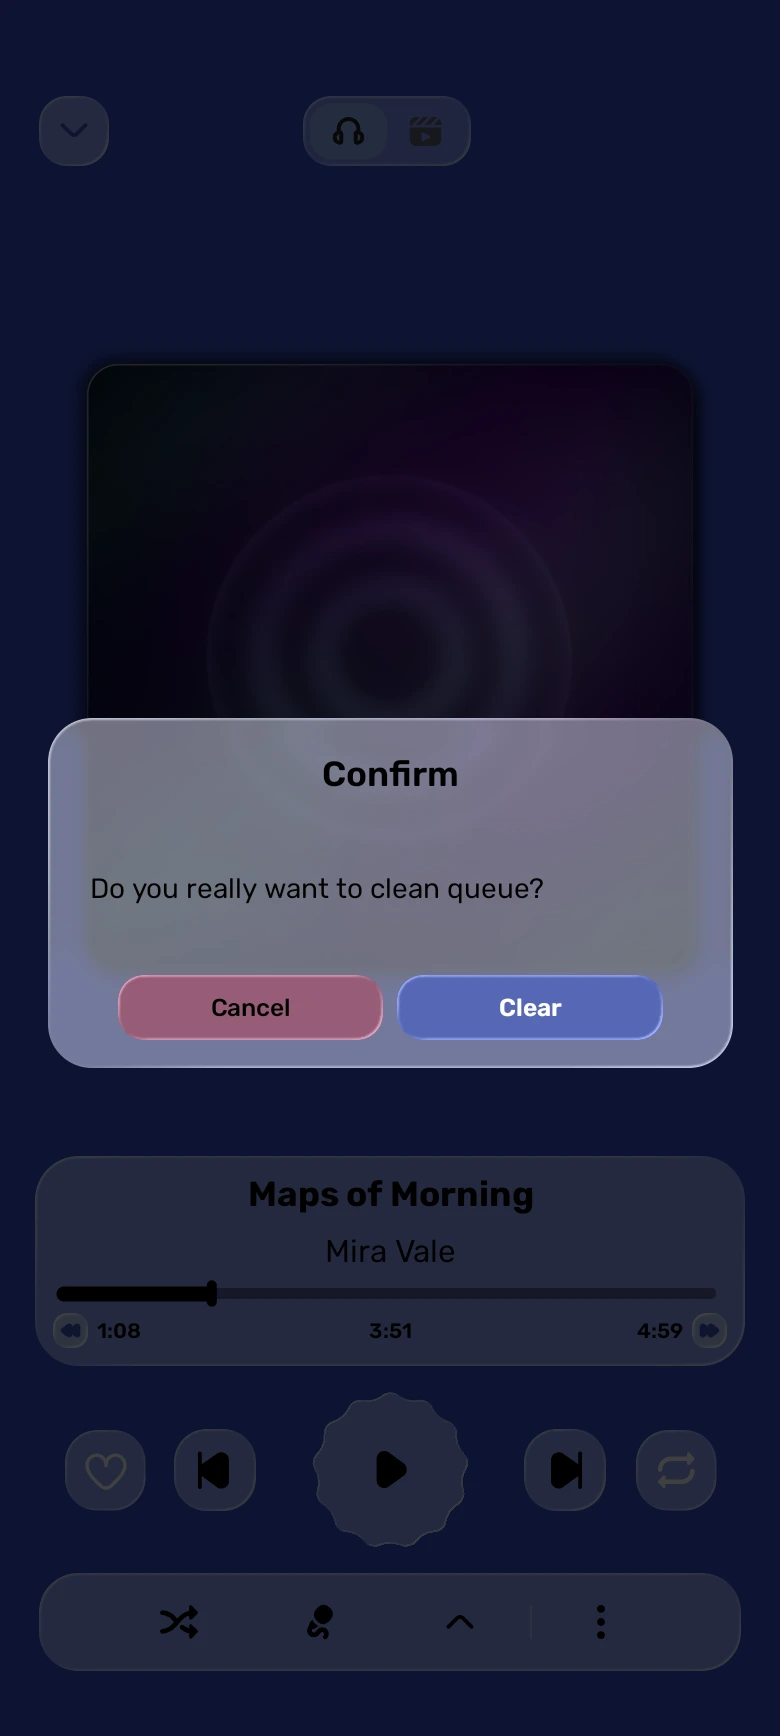 Confirm
Do you really want to clean queue?
Cancel
Clear
Maps of Morning
Mira Vale
1:08
3:51
4:59